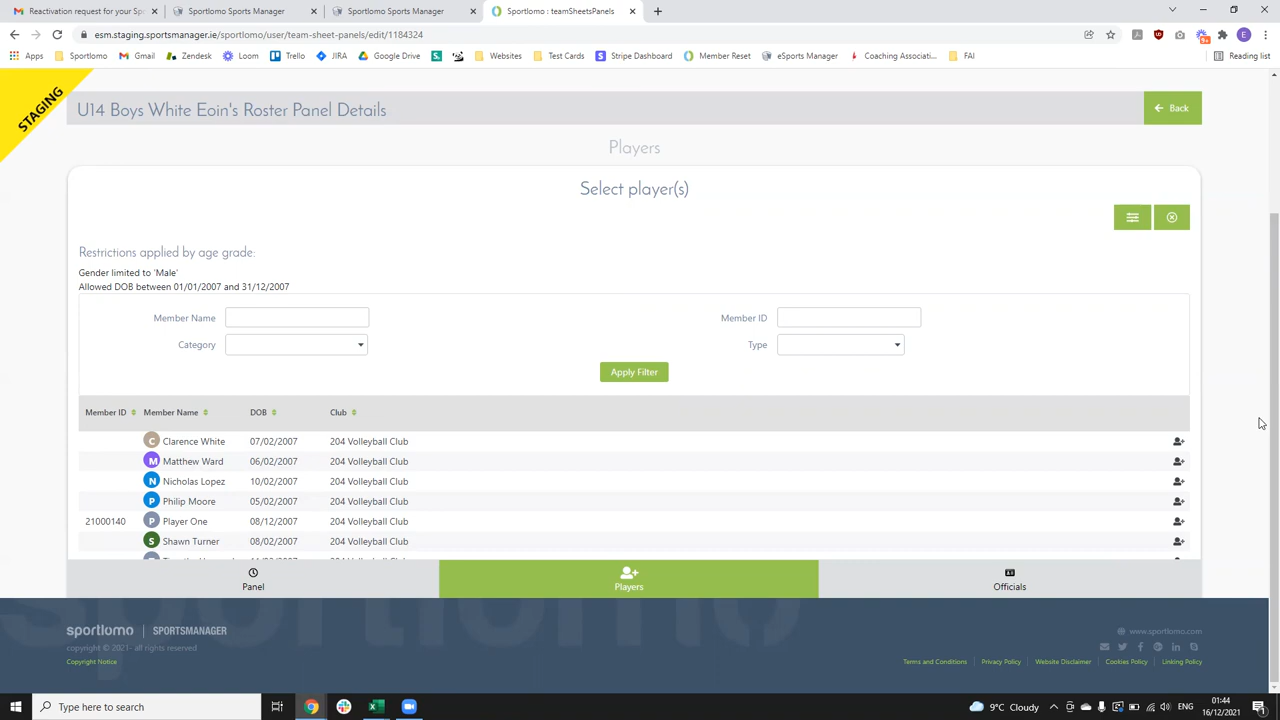 Reactivation for your Sp
Sportlomo Sports Manager
Sportlomo Sports Manager
Sportlomo: teamSheetsPanels
esm.staging.sportsmanager.ie/sportlomo/user/team-sheet-panels/edit/1184324
Apps Sportlomo Gmail Zendesk Loom Trello JIRA Google Drive Websites Test Cards Stripe Dashboard Member Reset eSports Manager Coaching Associati... FAI Reading list
STAGING
U14 Boys White Eoin's Roster Panel Details
Back
Players
Select player(s)
Restrictions applied by age grade:
Gender limited to 'Male'
Allowed DOB between 01/01/2007 and 31/12/2007
Member Name Member ID
Category Type
Apply Filter
Member ID Member Name DOB Club
C Clarence White 07/02/2007 204 Volleyball Club
M Matthew Ward 06/02/2007 204 Volleyball Club
N Nicholas Lopez 10/02/2007 204 Volleyball Club
P Philip Moore 05/02/2007 204 Volleyball Club
21000140 P Player One 08/12/2007 204 Volleyball Club
S Shawn Turner 08/02/2007 204 Volleyball Club
Panel Players Officials
sportlomo | SPORTSMANAGER
www.sportlomo.com
copyright © 2021- all rights reserved
Copyright Notice
Terms and Conditions Privacy Policy Website Disclaimer Cookies Policy Linking Policy
Type here to search
9°C Cloudy
ENG
01:44
16/12/2021